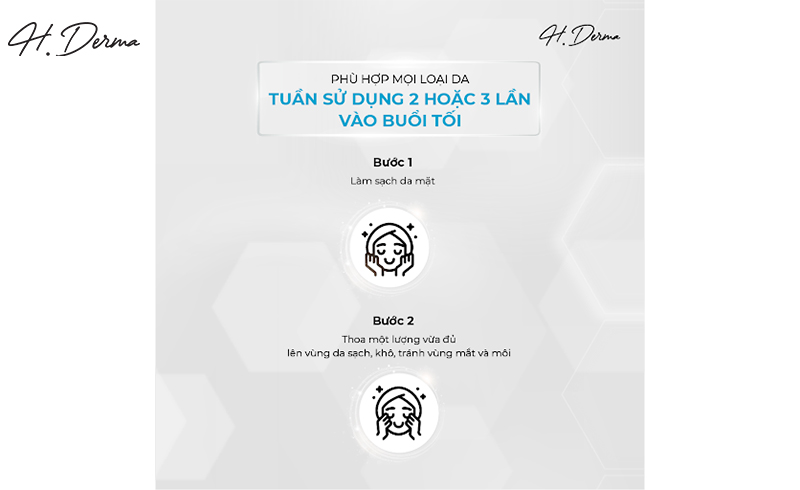 H. Derma
H. Derma
PHÙ HỢP MỌI LOẠI DA
TUẦN SỬ DỤNG 2 HOẶC 3 LẦN
VÀO BUỔI TỐI
Bước 1
Làm sạch da mặt
Bước 2
Thoa một lượng vừa đủ
lên vùng da sạch, khô, tránh vùng mắt và môi